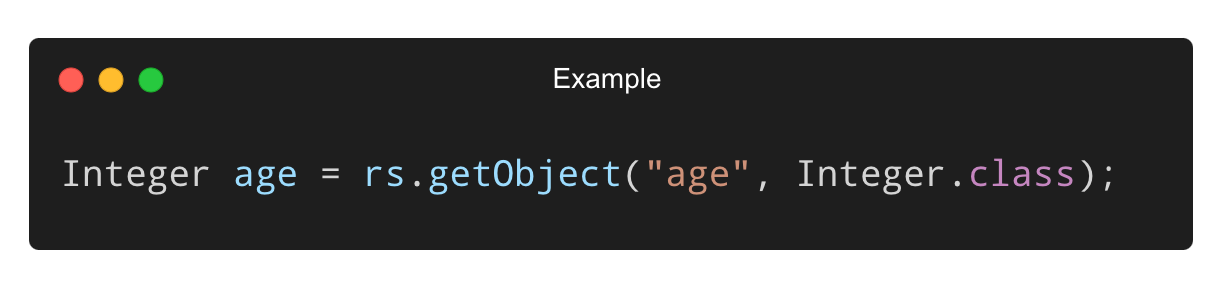 Example
Integer age = rs.getObject("age", Integer.class);